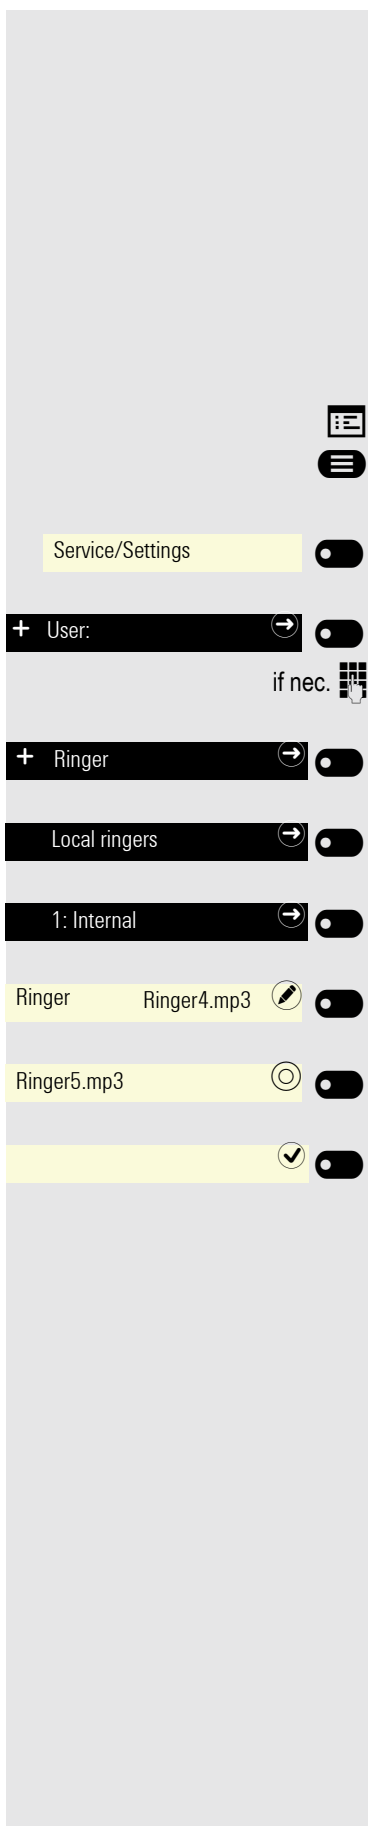 Service/Settings
+ User:
if nec.
+ Ringer
Local ringers
1: Internal
Ringer Ringer4.mp3
Ringer5.mp3